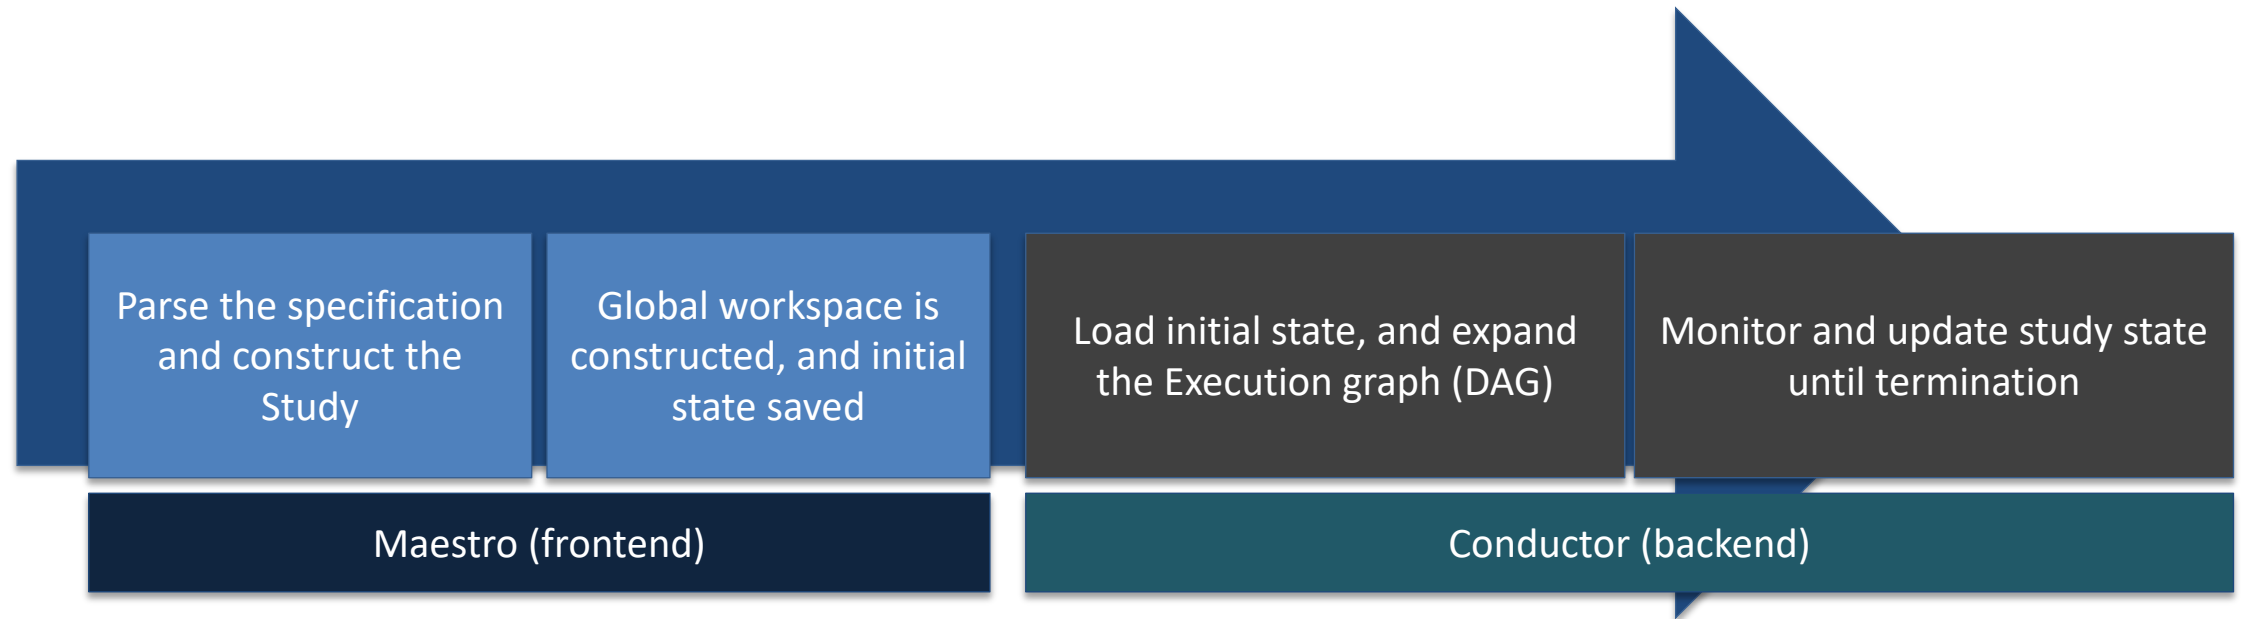 Parse the specification
and construct the
Study
Global workspace is
constructed, and initial
state saved
Load initial state, and expand
the Execution graph (DAG)
Monitor and update study state
until termination
Maestro (frontend)
Conductor (backend)